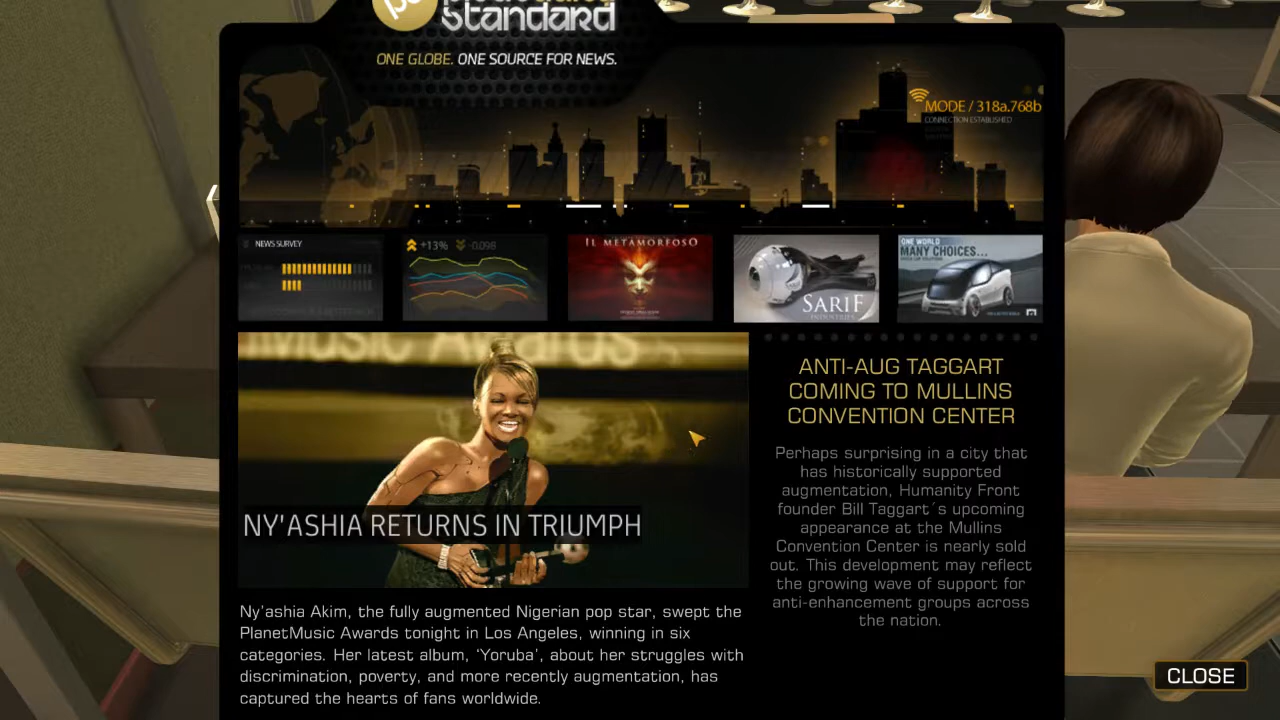 Standard
ONE GLOBE. ONE SOURCE FOR NEWS.
MODE / 318a.768b
CONNECTION ESTABLISHED
NEWS SURVEY
+13% -0.098
IL METAMORFOSO
SARIF
INDUSTRIES
ONE WORLD
MANY CHOICES...
Music Awards
NY'ASHIA RETURNS IN TRIUMPH
Ny'ashia Akim, the fully augmented Nigerian pop star, swept the
PlanetMusic Awards tonight in Los Angeles, winning in six
categories. Her latest album, ‘Yoruba’, about her struggles with
discrimination, poverty, and more recently augmentation, has
captured the hearts of fans worldwide.
ANTI-AUG TAGGART
COMING TO MULLINS
CONVENTION CENTER
Perhaps surprising in a city that
has historically supported
augmentation, Humanity Front
founder Bill Taggart´s upcoming
appearance at the Mullins
Convention Center is nearly sold
out. This development may reflect
the growing wave of support for
anti-enhancement groups across
the nation.
CLOSE